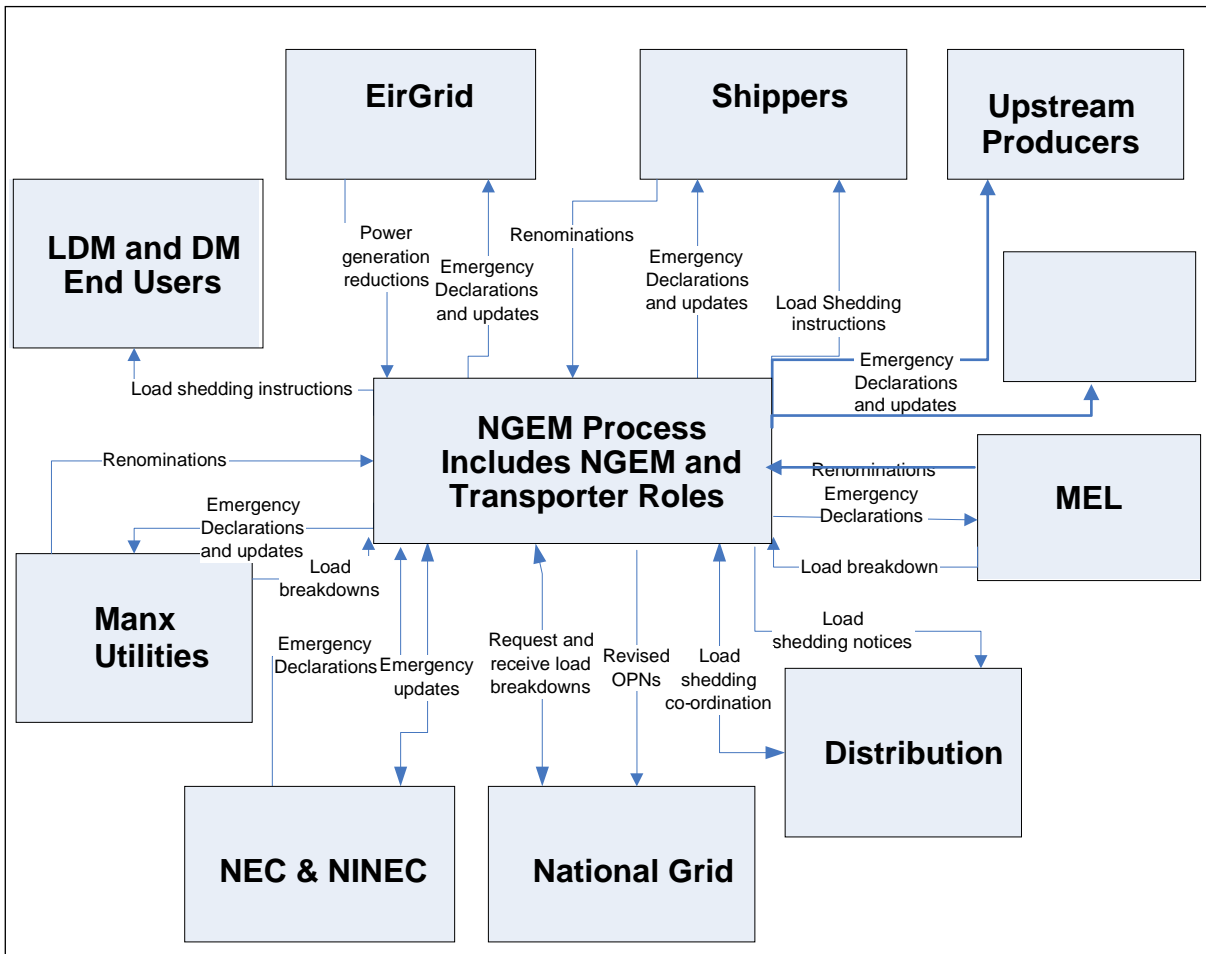 EirGrid
Shippers
Upstream
Producers
LDM and DM
End Users
Power
generation
reductions
Emergency
Declarations
and updates
Renominations
Emergency
Declarations
and updates
Load Shedding
instructions
Emergency
Declarations
and updates
Load shedding instructions
NGEM Process
Includes NGEM and
Transporter Roles
Renominations
Renominations
Emergency
Declarations
MEL
Emergency
Declarations
and updates
Load
breakdowns
Load breakdown
Manx
Utilities
Emergency
Declarations
Emergency
updates
Request and
receive load
breakdowns
Revised
OPNs
Load
shedding
co-ordination
Load
shedding notices
Distribution
NEC & NINEC
National Grid